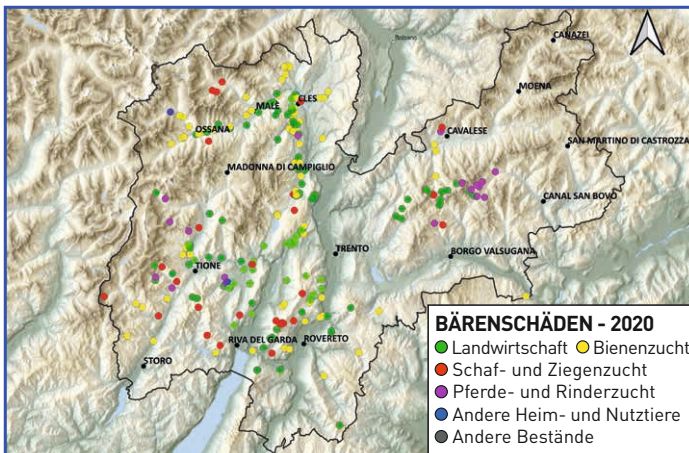 Bolzano
CANAZEI
MOENA
MALÈ
CLES
OSSANA
CAVALESE
SAN MARTINO DI CASTROZZA
MADONNA DI CAMPIGLIO
CANAL SAN BOVO
TRENTO
BORGO VALSUGANA
TIONE
RIVA DEL GARDA
ROVERETO
STORO
BÄRENSCHÄDEN - 2020
Landwirtschaft Bienenzucht
Schaf- und Ziegenzucht
Pferde- und Rinderzucht
Andere Heim- und Nutztiere
Andere Bestände